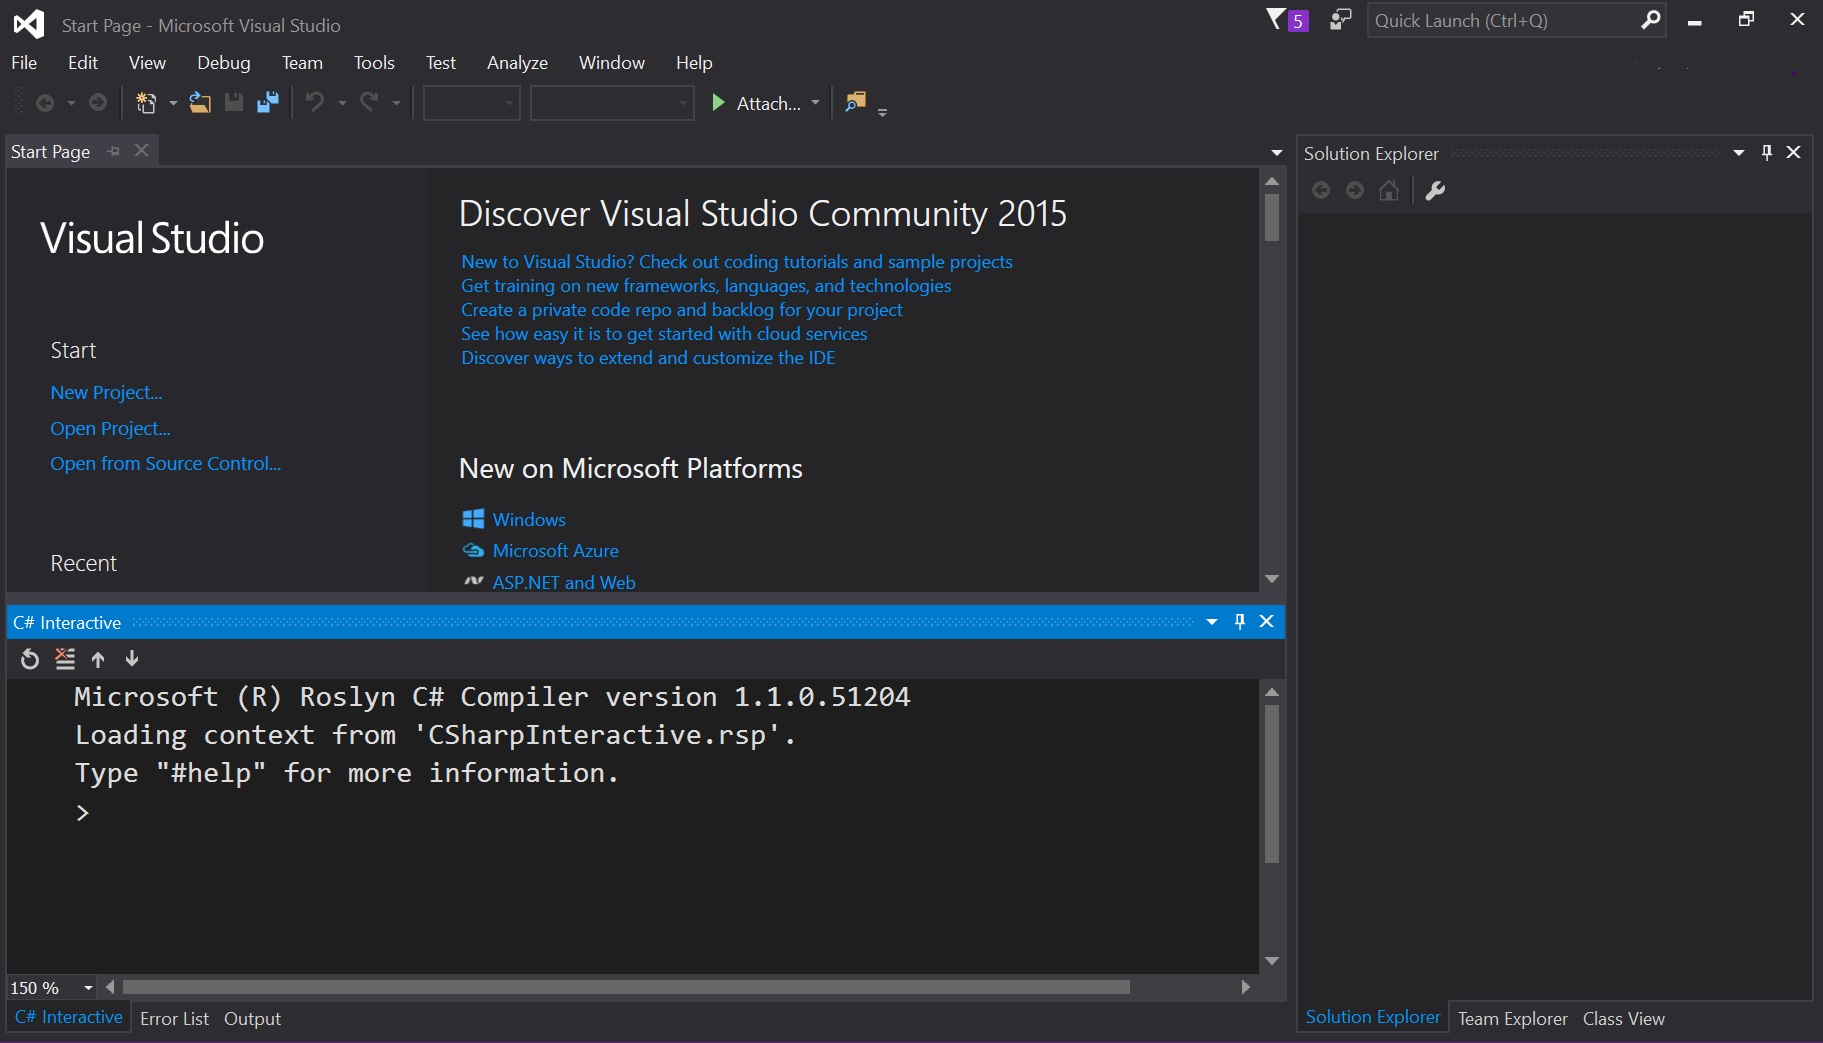 Start Page - Microsoft Visual Studio
5
Quick Launch (Ctrl+Q)
File Edit View Debug Team Tools Test Analyze Window Help
Attach...
Start Page
Visual Studio
Start
New Project...
Open Project...
Open from Source Control...
Recent
Discover Visual Studio Community 2015
New to Visual Studio? Check out coding tutorials and sample projects
Get training on new frameworks, languages, and technologies
Create a private code repo and backlog for your project
See how easy it is to get started with cloud services
Discover ways to extend and customize the IDE
New on Microsoft Platforms
Windows
Microsoft Azure
ASP.NET and Web
C# Interactive
Microsoft (R) Roslyn C# Compiler version 1.1.0.51204
Loading context from 'CSharpInteractive.rsp'.
Type "#help" for more information.
>
150 %
C# Interactive Error List Output
Solution Explorer
Solution Explorer Team Explorer Class View